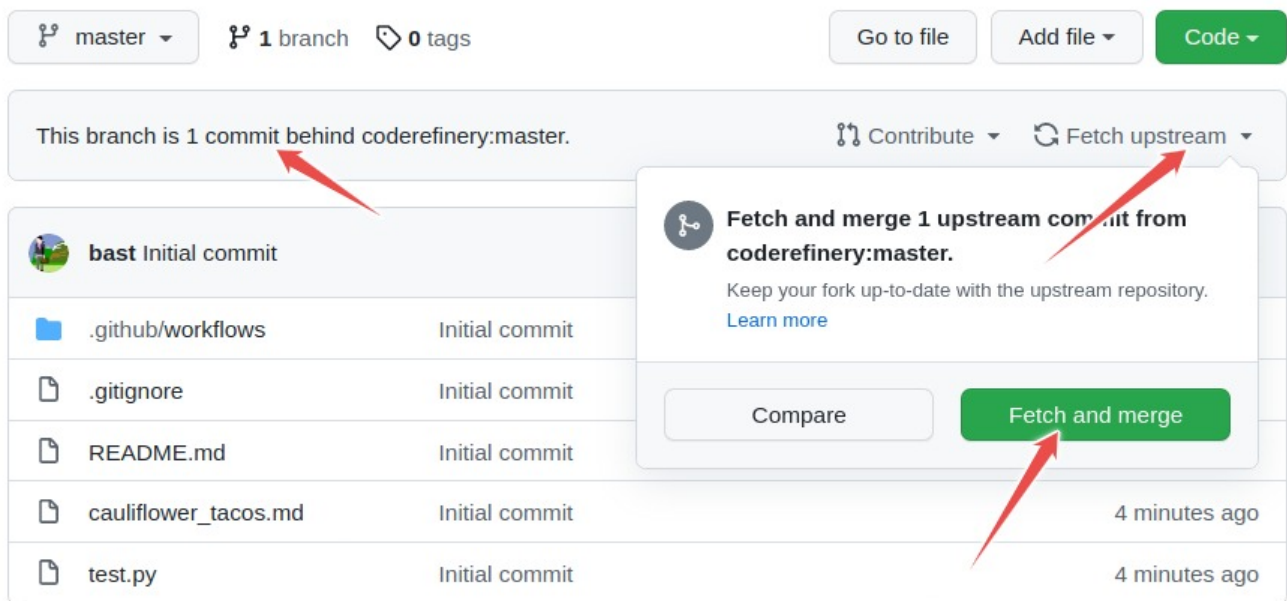 master
1 branch
0 tags
Go to file
Add file
Code
This branch is 1 commit behind coderefinery:master.
Contribute
Fetch upstream
Fetch and merge 1 upstream commit from
coderefinery:master.
Keep your fork up-to-date with the upstream repository.
Learn more
Compare
Fetch and merge
bast Initial commit
.github/workflows Initial commit
.gitignore Initial commit
README.md Initial commit
cauliflower_tacos.md Initial commit 4 minutes ago
test.py Initial commit 4 minutes ago